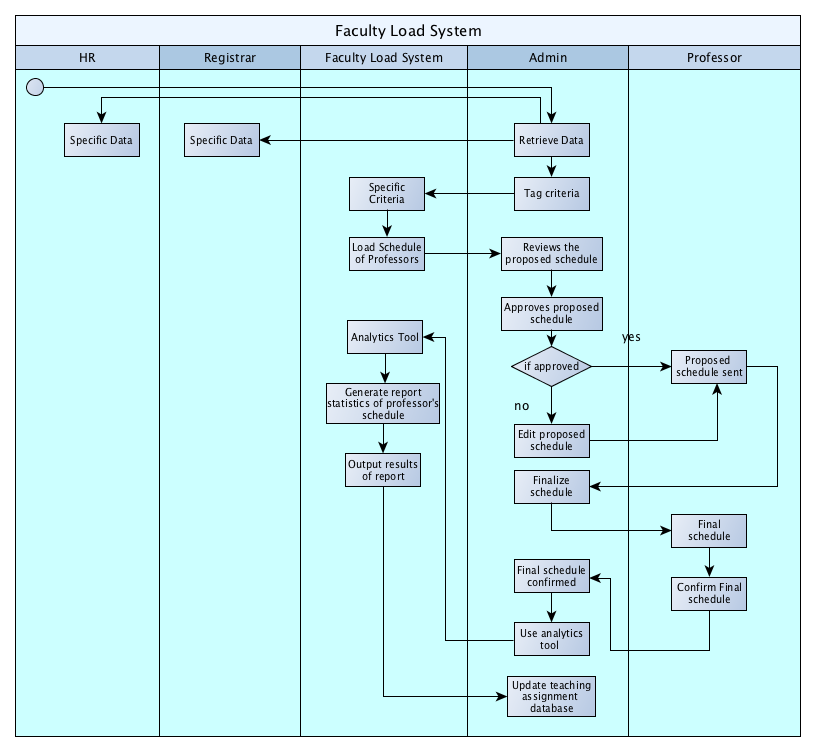 Faculty Load System
HR
Registrar
Faculty Load System
Admin
Professor
Specific Data
Specific Data
Retrieve Data
Specific
Criteria
Tag criteria
Load Schedule
of Professors
Reviews the
proposed schedule
Approves proposed
schedule
Analytics Tool
yes
if approved
Proposed
schedule sent
Generate report
statistics of professor's
schedule
no
Edit proposed
schedule
Output results
of report
Finalize
schedule
Final
schedule
Final schedule
confirmed
Confirm Final
schedule
Use analytics
tool
Update teaching
assignment
database